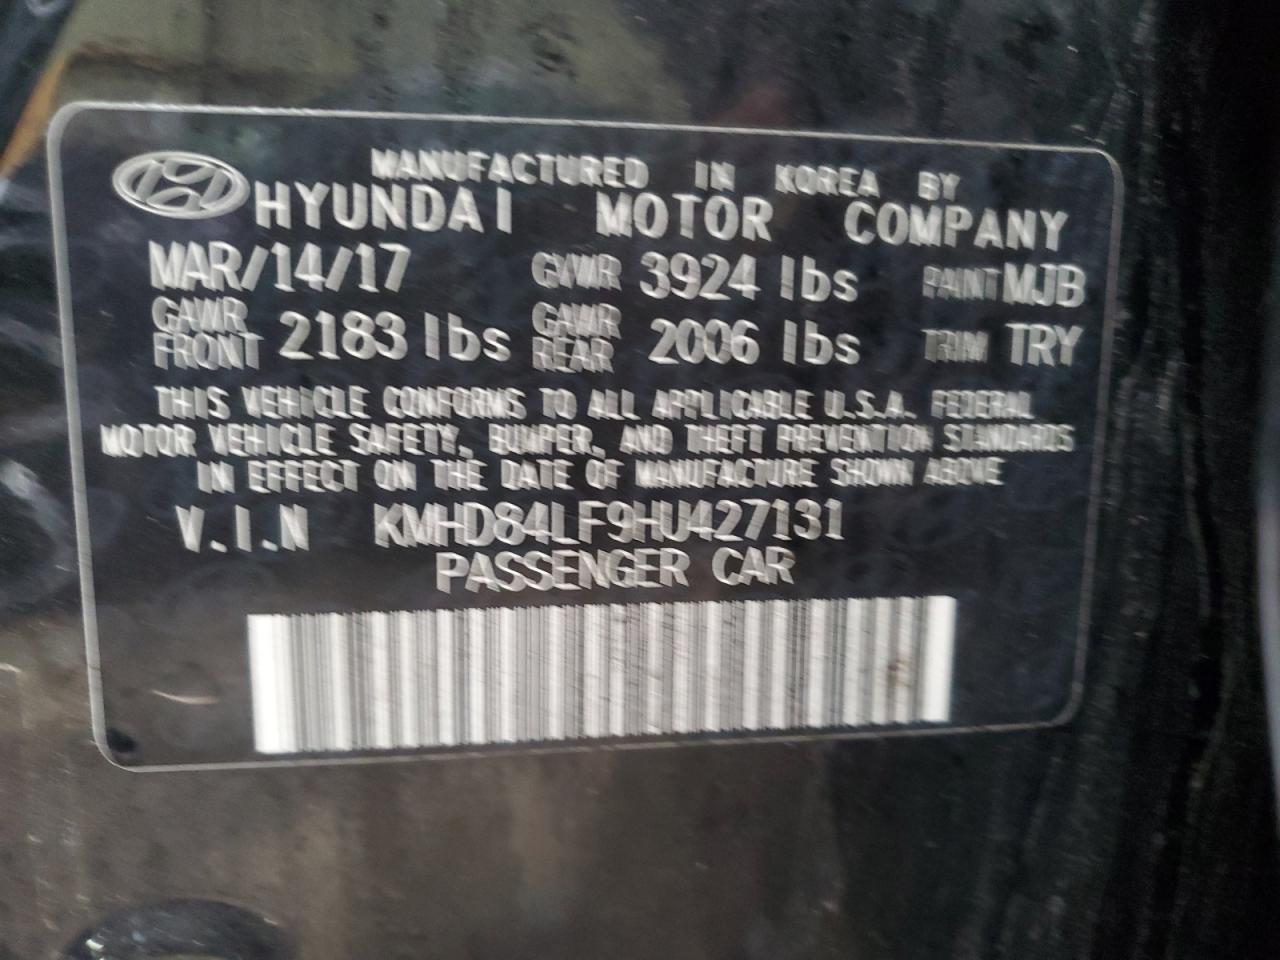 MANUFACTURED IN KOREA BY
HYUNDAI MOTOR COMPANY
MAR/14/17 GVWR 3924 lbs PAINT MJB
GAWR FRONT 2183 lbs GAWR REAR 2006 lbs TRIM TRY
THIS VEHICLE CONFORMS TO ALL APPLICABLE U.S.A. FEDERAL
MOTOR VEHICLE SAFETY, BUMPER, AND THEFT PREVENTION STANDARDS
IN EFFECT ON THE DATE OF MANUFACTURE SHOWN ABOVE
V.I.N KMHD84LF9HU427131
PASSENGER CAR